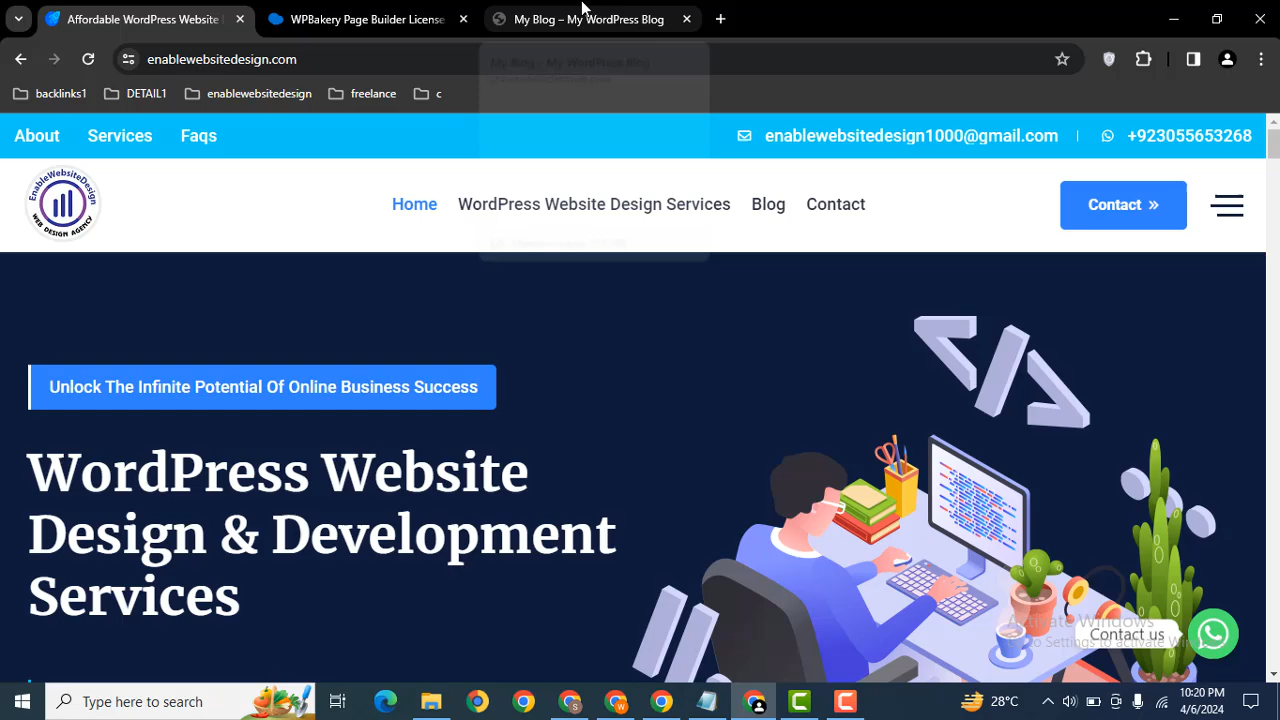 Affordable WordPress Website
WPBakery Page Builder License
My Blog – My WordPress Blog
enablewebsitedesign.com
backlinks1
DETAIL1
enablewebsitedesign
freelance
c
My Blog – My WordPress Blog
About
Services
Faqs
enablewebsitedesign1000@gmail.com
+923055653268
EnableWebsiteDesign
WEB DESIGN AGENCY
Home
WordPress Website Design Services
Blog
Contact
Contact »
Unlock The Infinite Potential Of Online Business Success
WordPress Website
Design & Development
Services
Activate Windows
Contact us
Type here to search
28°C
10:20 PM
4/6/2024